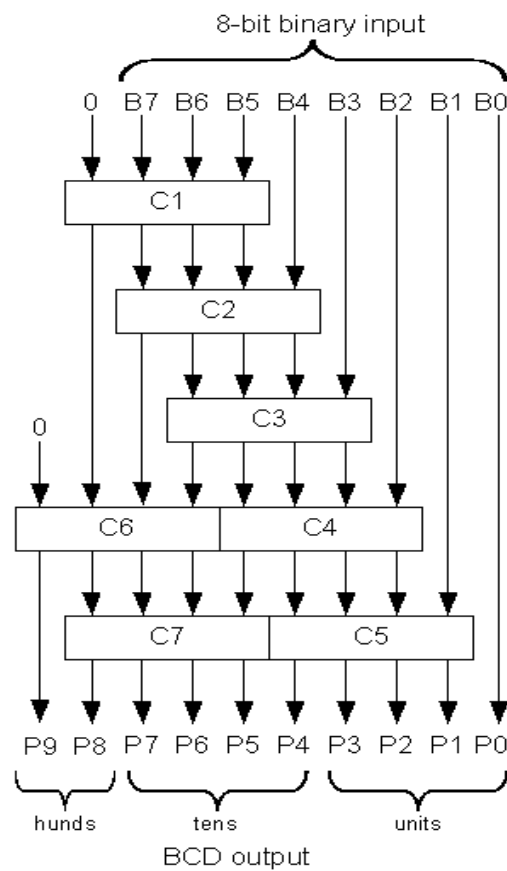 8-bit binary input
0 B7 B6 B5 B4 B3 B2 B1 B0
C1
C2
C3
0
C6 C4
C7 C5
P9 P8 P7 P6 P5 P4 P3 P2 P1 P0
hunds tens units
BCD output